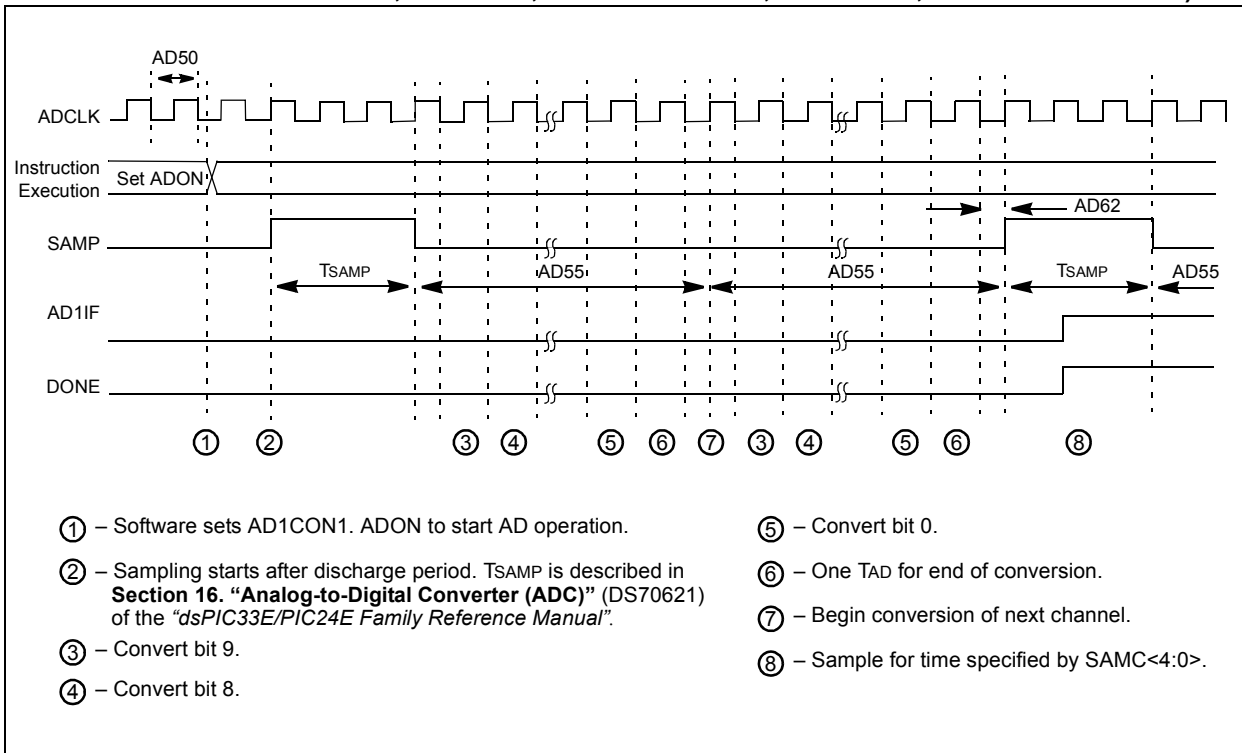 AD50
ADCLK
Instruction
Execution
Set ADON
AD62
SAMP
TSAMP
AD55
AD55
TSAMP
AD55
AD1IF
DONE
1 2 3 4 5 6 7 3 4 5 6 8
1 – Software sets AD1CON1. ADON to start AD operation.
2 – Sampling starts after discharge period. TSAMP is described in
Section 16. “Analog-to-Digital Converter (ADC)” (DS70621)
of the “dsPIC33E/PIC24E Family Reference Manual”.
3 – Convert bit 9.
4 – Convert bit 8.
5 – Convert bit 0.
6 – One TAD for end of conversion.
7 – Begin conversion of next channel.
8 – Sample for time specified by SAMC<4:0>.